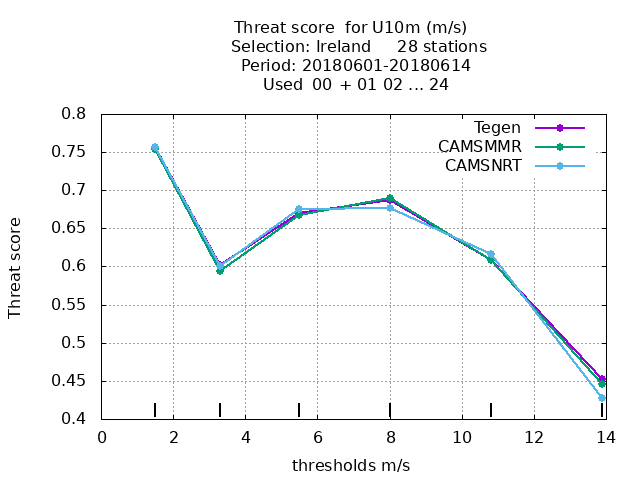 Threat score  for U10m (m/s)
Selection: Ireland     28 stations
Period: 20180601-20180614
Used  00 + 01 02 ... 24
Tegen
CAMSMMR
CAMSNRT
Threat score
0.8
0.75
0.7
0.65
0.6
0.55
0.5
0.45
0.4
0 2 4 6 8 10 12 14
thresholds m/s